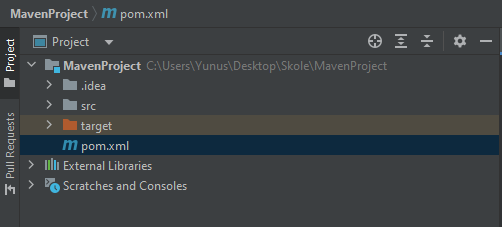 MavenProject pom.xml
Project
MavenProject C:\Users\Yunus\Desktop\Skole\MavenProject
.idea
src
target
pom.xml
External Libraries
Scratches and Consoles
Project
Pull Requests